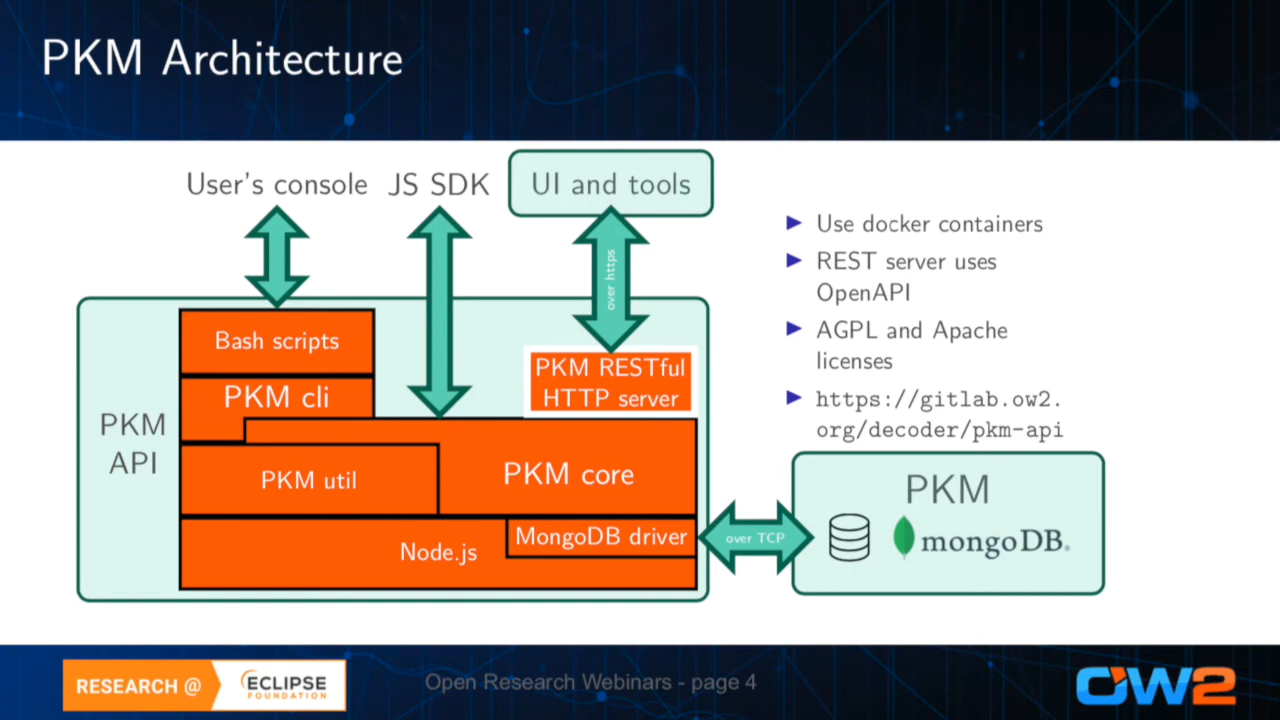 PKM Architecture
User's console
JS SDK
UI and tools
over https
Bash scripts
PKM cli
PKM RESTful
HTTP server
PKM
API
PKM util
PKM core
Node.js
MongoDB driver
over TCP
Use docker containers
REST server uses
OpenAPI
AGPL and Apache
licenses
https://gitlab.ow2.
org/decoder/pkm-api
PKM
mongoDB®
RESEARCH @
ECLIPSE
FOUNDATION
Open Research Webinars - page 4
OW2